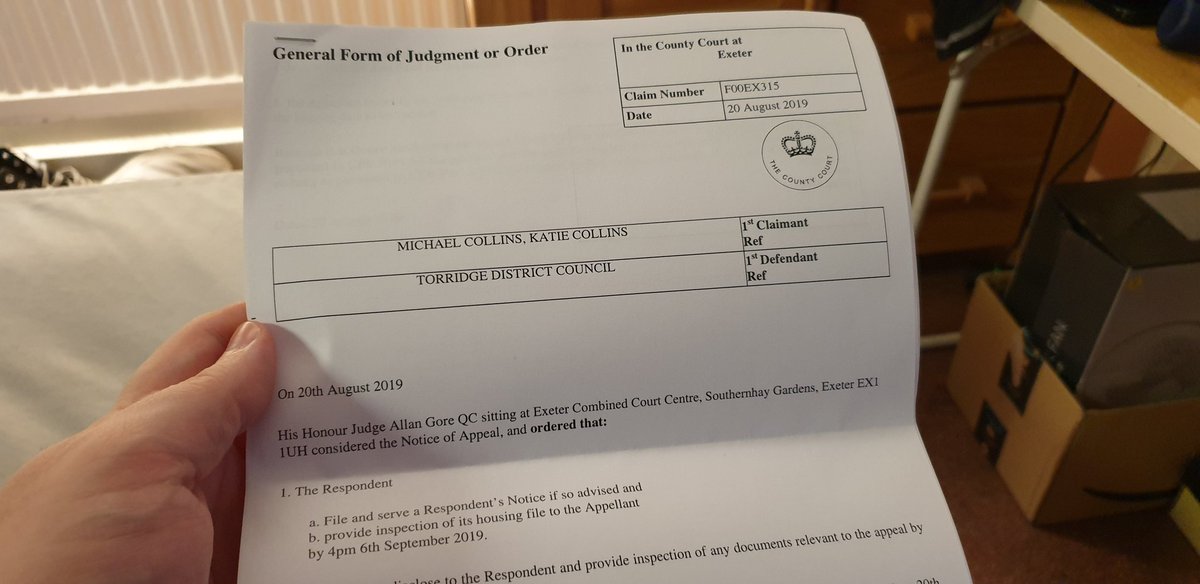 General Form of Judgment or Order
In the County Court at
Exeter
Claim Number F00EX315
Date 20 August 2019
THE COUNTY COURT
MICHAEL COLLINS, KATIE COLLINS
1st Claimant
Ref
TORRIDGE DISTRICT COUNCIL
1st Defendant
Ref
On 20th August 2019
His Honour Judge Allan Gore QC sitting at Exeter Combined Court Centre, Southernhay Gardens, Exeter EX1
1UH considered the Notice of Appeal, and ordered that:
1. The Respondent
a. File and serve a Respondent's Notice if so advised and
b. provide inspection of its housing file to the Appellant
by 4pm 6th September 2019.
to the Respondent and provide inspection of any documents relevant to the appeal by
20th
FAN